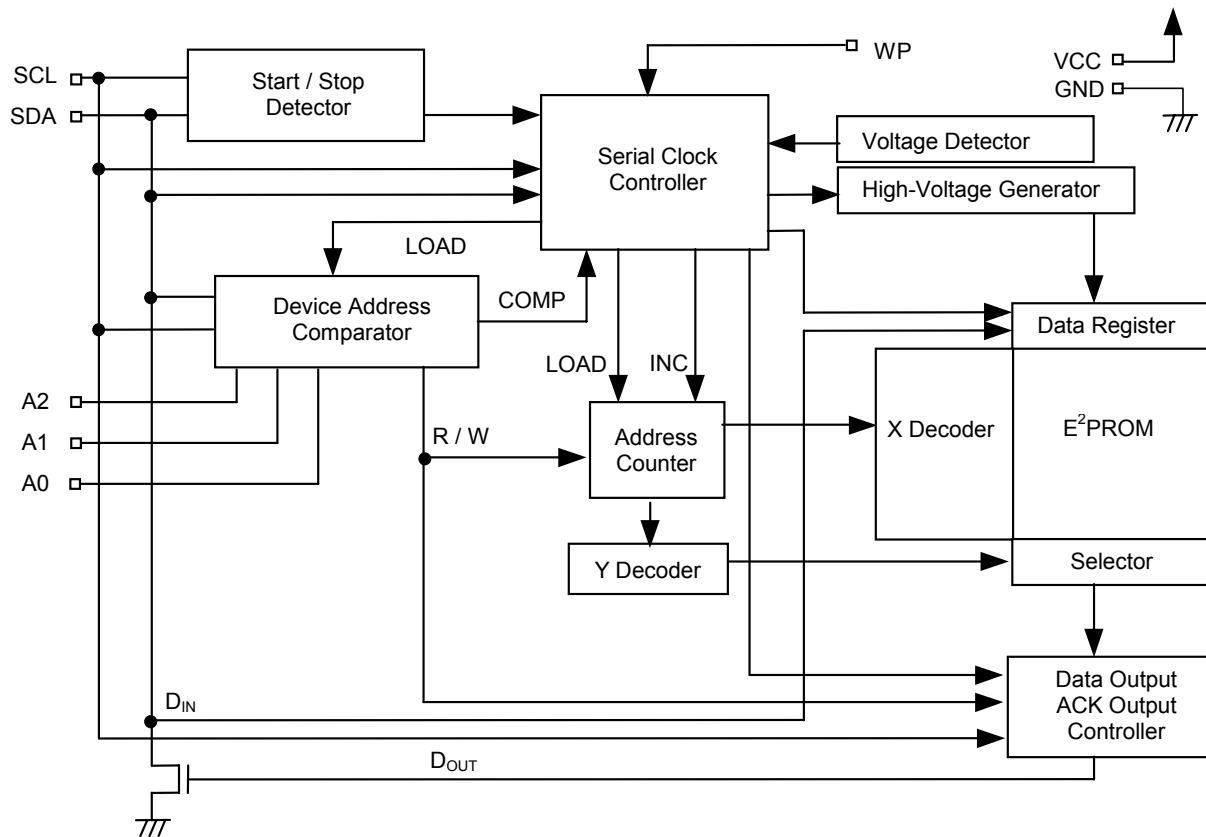 SCL
SDA
Start / Stop
Detector
WP
VCC
GND
Serial Clock
Controller
Voltage Detector
High-Voltage Generator
LOAD
Device Address
Comparator
COMP
LOAD
INC
Data Register
A2
A1
A0
R / W
Address
Counter
X Decoder
E²PROM
Y Decoder
Selector
Data Output
ACK Output
Controller
D_IN
D_OUT